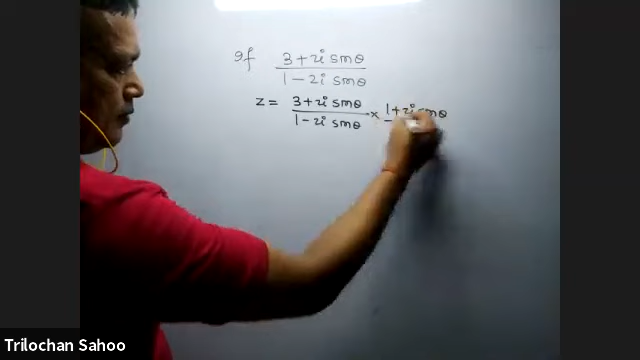 If 3+2i sinθ / 1-2i sinθ
z = 3+2i sinθ / 1-2i sinθ × 1+2i sinθ
Trilochan Sahoo